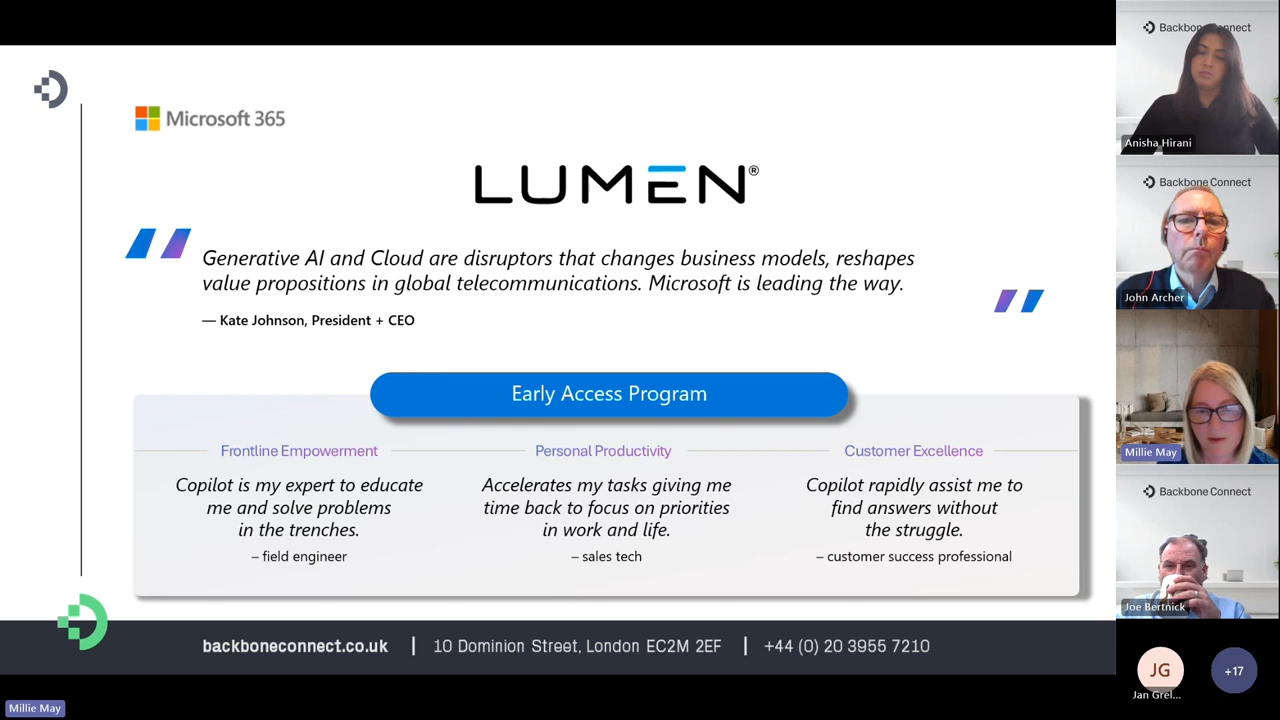 Microsoft 365
LUMEN®
Generative AI and Cloud are disruptors that changes business models, reshapes
value propositions in global telecommunications. Microsoft is leading the way.
— Kate Johnson, President + CEO
Early Access Program
Frontline Empowerment
Copilot is my expert to educate
me and solve problems
in the trenches.
– field engineer
Personal Productivity
Accelerates my tasks giving me
time back to focus on priorities
in work and life.
– sales tech
Customer Excellence
Copilot rapidly assist me to
find answers without
the struggle.
– customer success professional
backboneconnect.co.uk | 10 Dominion Street, London EC2M 2EF | +44 (0) 20 3955 7210
Millie May
Backbone Connect
Anisha Hirani
Backbone Connect
John Archer
Millie May
Backbone Connect
Joe Bertnick
JG
Jan Grel...
+17